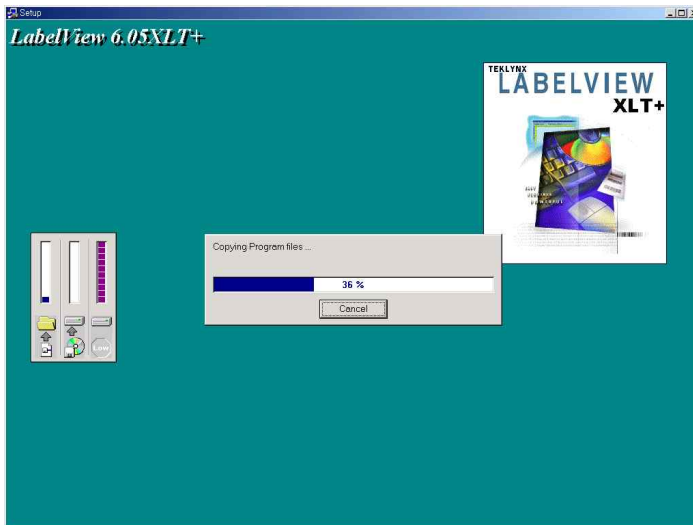 Setup
LabelView 6.05XLT+
TEKLYNX
LABELVIEW
XLT+
Copying Program files ...
36 %
Cancel
Low